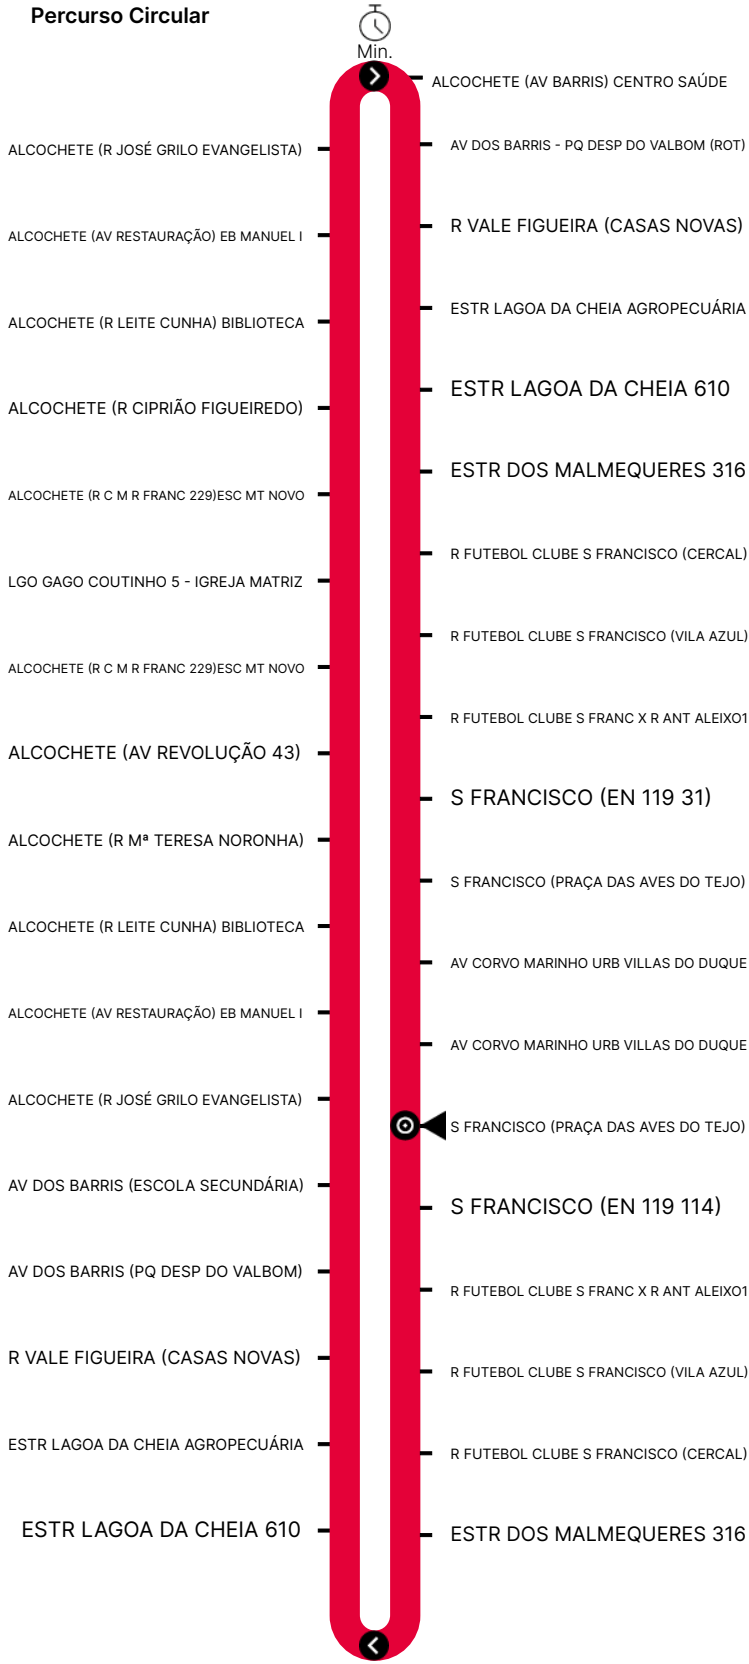 Percurso Circular
Min.
ALCOCHETE (AV BARRIS) CENTRO SAÚDE
AV DOS BARRIS - PQ DESP DO VALBOM (ROT)
R VALE FIGUEIRA (CASAS NOVAS)
ESTR LAGOA DA CHEIA AGROPECUÁRIA
ESTR LAGOA DA CHEIA 610
ESTR DOS MALMEQUERES 316
R FUTEBOL CLUBE S FRANCISCO (CERCAL)
R FUTEBOL CLUBE S FRANCISCO (VILA AZUL)
R FUTEBOL CLUBE S FRANC X R ANT ALEIXO1
S FRANCISCO (EN 119 31)
S FRANCISCO (PRAÇA DAS AVES DO TEJO)
AV CORVO MARINHO URB VILLAS DO DUQUE
AV CORVO MARINHO URB VILLAS DO DUQUE
S FRANCISCO (PRAÇA DAS AVES DO TEJO)
S FRANCISCO (EN 119 114)
R FUTEBOL CLUBE S FRANC X R ANT ALEIXO1
R FUTEBOL CLUBE S FRANCISCO (VILA AZUL)
R FUTEBOL CLUBE S FRANCISCO (CERCAL)
ESTR DOS MALMEQUERES 316
ALCOCHETE (R JOSÉ GRILO EVANGELISTA)
ALCOCHETE (AV RESTAURAÇÃO) EB MANUEL I
ALCOCHETE (R LEITE CUNHA) BIBLIOTECA
ALCOCHETE (R CIPRIÃO FIGUEIREDO)
ALCOCHETE (R C M R FRANC 229)ESC MT NOVO
LGO GAGO COUTINHO 5 - IGREJA MATRIZ
ALCOCHETE (R C M R FRANC 229)ESC MT NOVO
ALCOCHETE (AV REVOLUÇÃO 43)
ALCOCHETE (R Mª TERESA NORONHA)
ALCOCHETE (R LEITE CUNHA) BIBLIOTECA
ALCOCHETE (AV RESTAURAÇÃO) EB MANUEL I
ALCOCHETE (R JOSÉ GRILO EVANGELISTA)
AV DOS BARRIS (ESCOLA SECUNDÁRIA)
AV DOS BARRIS (PQ DESP DO VALBOM)
R VALE FIGUEIRA (CASAS NOVAS)
ESTR LAGOA DA CHEIA AGROPECUÁRIA
ESTR LAGOA DA CHEIA 610